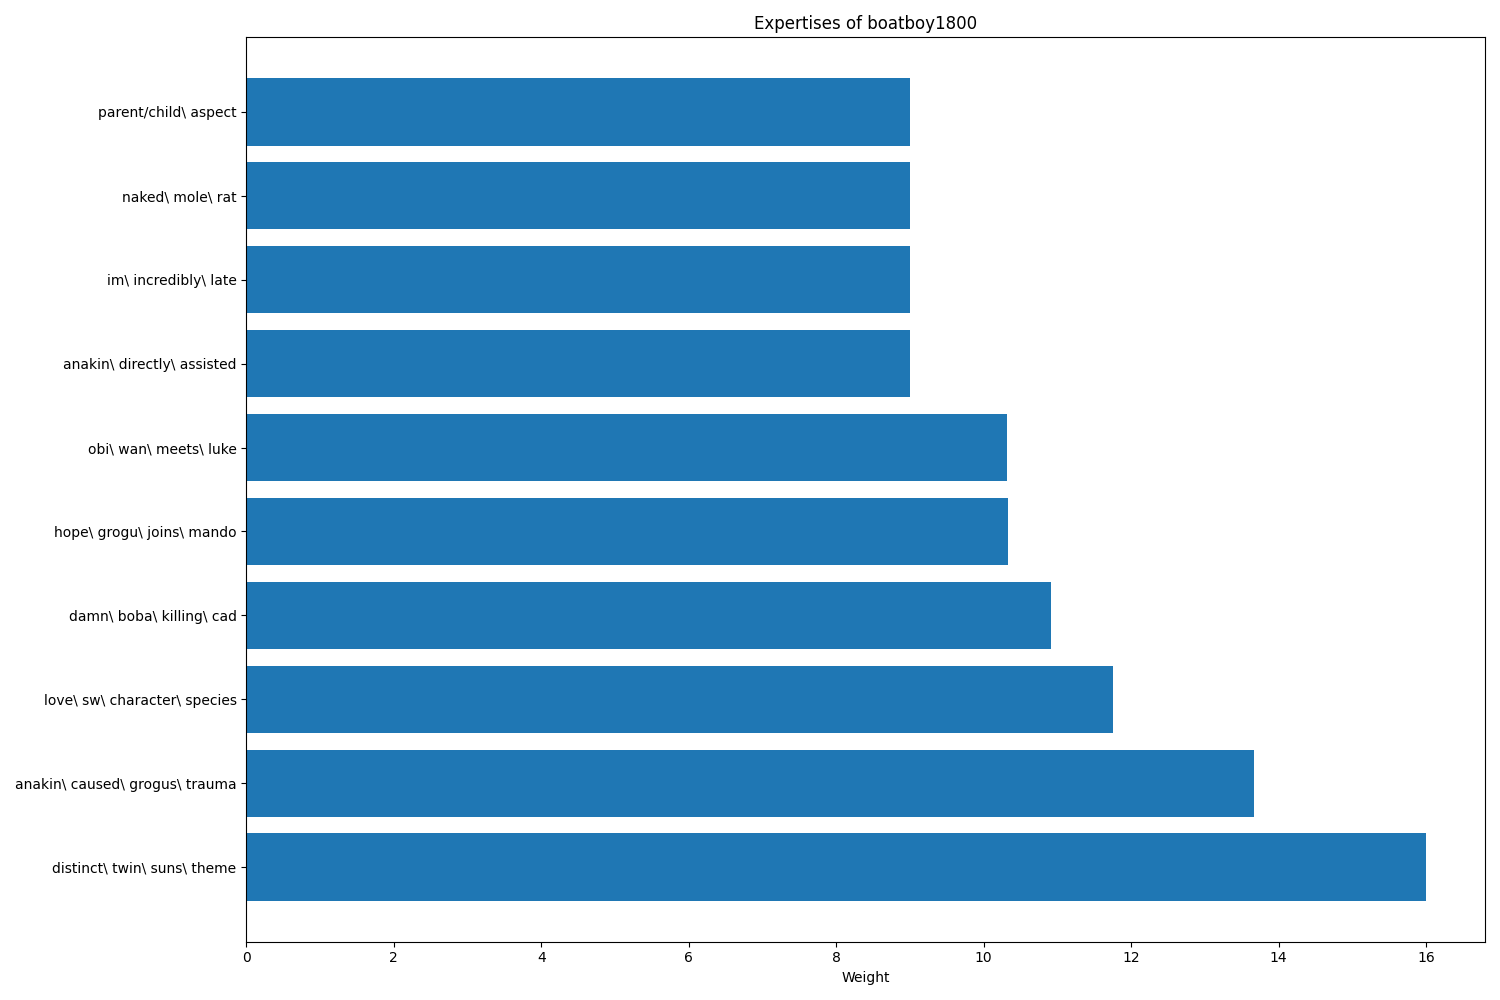 Expertises of boatboy1800
parent/child\ aspect
naked\ mole\ rat
im\ incredibly\ late
anakin\ directly\ assisted
obi\ wan\ meets\ luke
hope\ grogu\ joins\ mando
damn\ boba\ killing\ cad
love\ sw\ character\ species
anakin\ caused\ grogus\ trauma
distinct\ twin\ suns\ theme
0 2 4 6 8 10 12 14 16
Weight